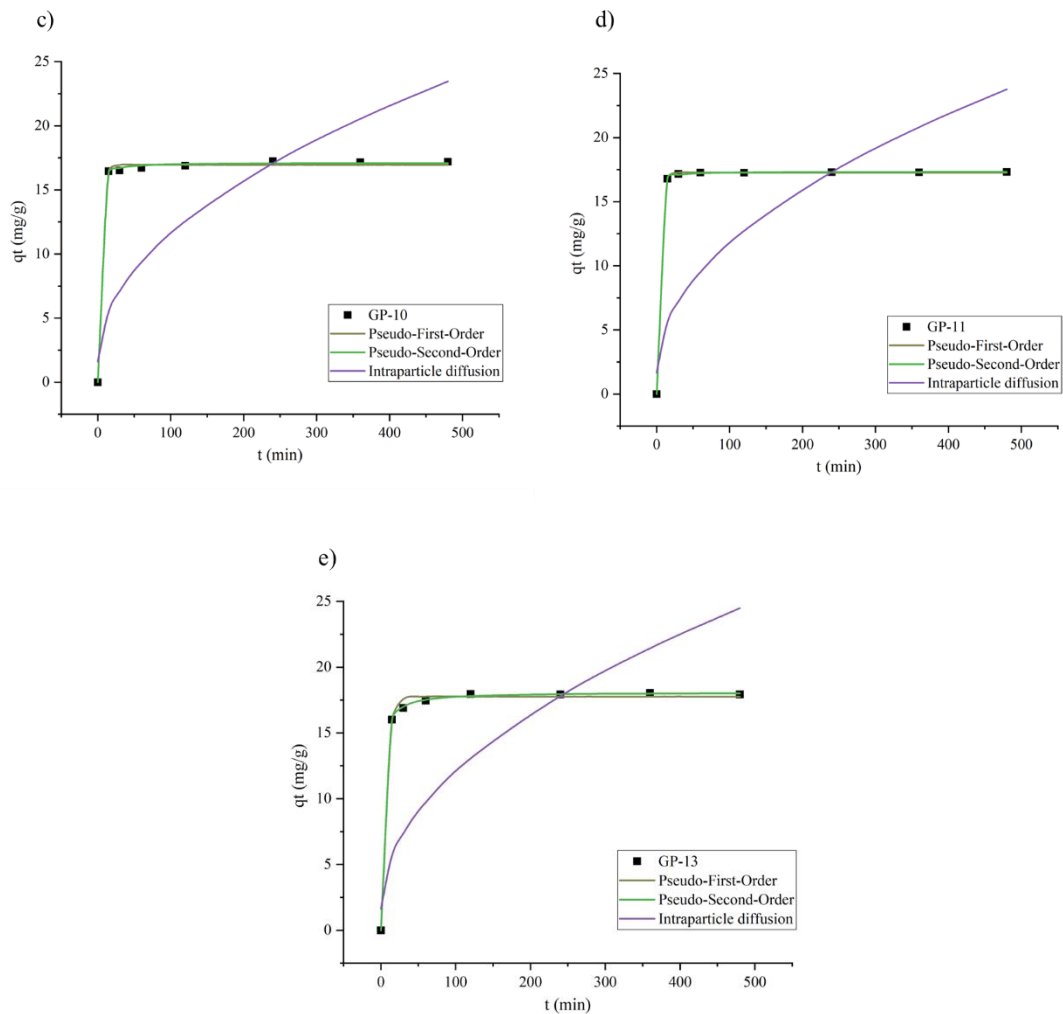 c)
25
20
15
10
5
0
qt (mg/g)
0 100 200 300 400 500
t (min)
GP-10
Pseudo-First-Order
Pseudo-Second-Order
Intraparticle diffusion
d)
25
20
15
10
5
0
qt (mg/g)
0 100 200 300 400 500
t (min)
GP-11
Pseudo-First-Order
Pseudo-Second-Order
Intraparticle diffusion
e)
25
20
15
10
5
0
qt (mg/g)
0 100 200 300 400 500
t (min)
GP-13
Pseudo-First-Order
Pseudo-Second-Order
Intraparticle diffusion